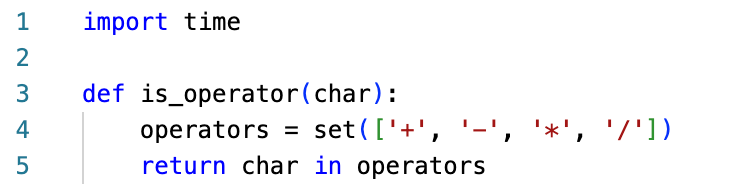 1 import time
2
3 def is_operator(char):
4     operators = set(['+', '-', '*', '/'])
5     return char in operators